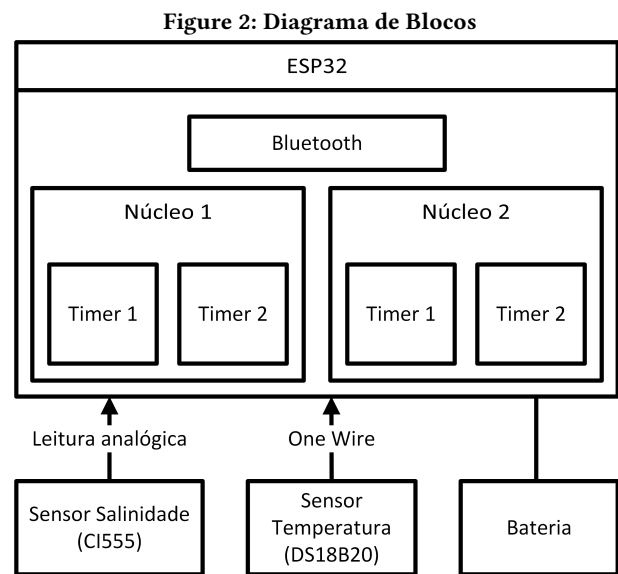 Figure 2: Diagrama de Blocos
ESP32
Bluetooth
Núcleo 1
Núcleo 2
Timer 1
Timer 2
Timer 1
Timer 2
Leitura analógica
One Wire
Sensor Salinidade
(CI555)
Sensor
Temperatura
(DS18B20)
Bateria